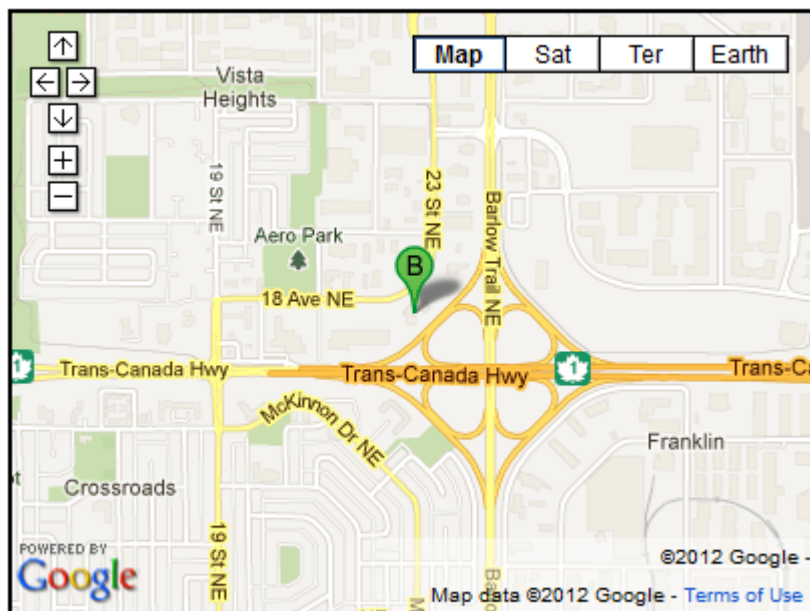 Map Sat Ter Earth
Vista
Heights
19 St NE
23 St NE
Barlow Trail NE
Aero Park
B
18 Ave NE
1
Trans-Canada Hwy
Trans-Canada Hwy
1
Trans-Ca
McKinnon Dr NE
Franklin
Crossroads
19 St NE
POWERED BY
Google
©2012 Google -
Map data ©2012 Google - Terms of Use